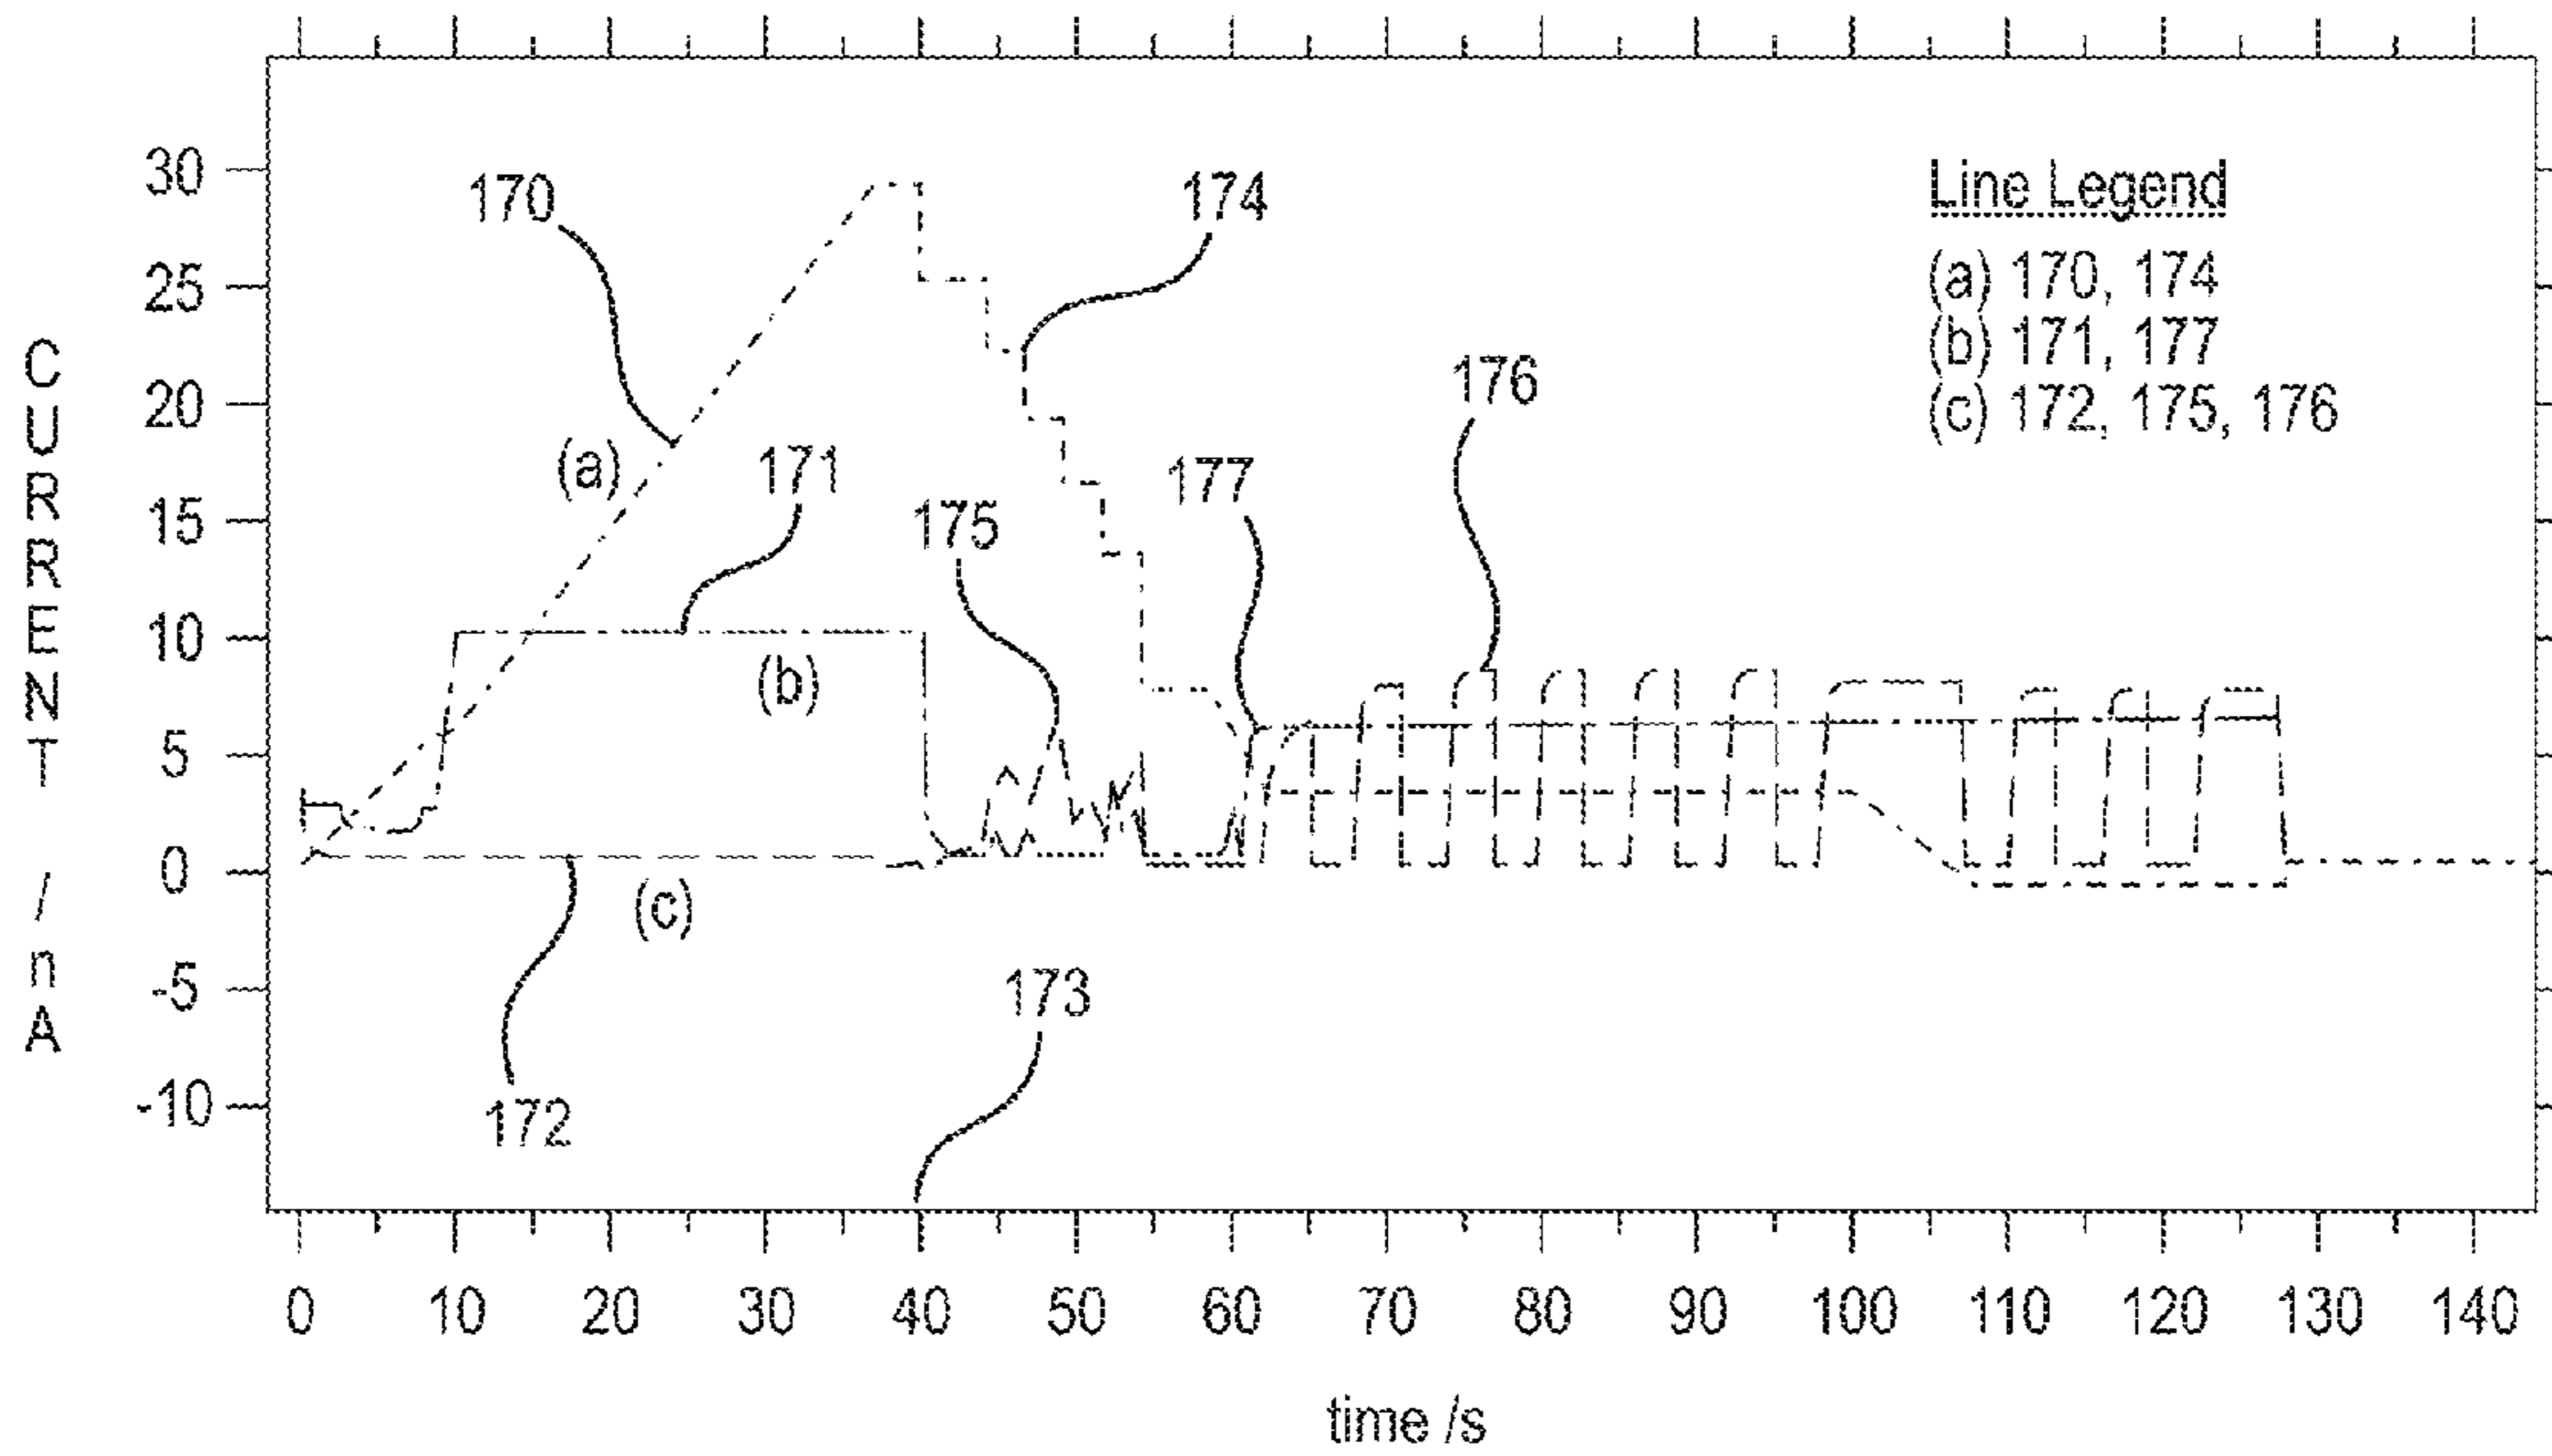 CURRENT /nA
30
25
20
15
10
5
0
-5
-10
170
174
Line Legend
(a) 170, 174
(b) 171, 177
(c) 172, 175, 176
176
(a)
171
177
175
(b)
(c)
173
172
0 10 20 30 40 50 60 70 80 90 100 110 120 130 140
time /s